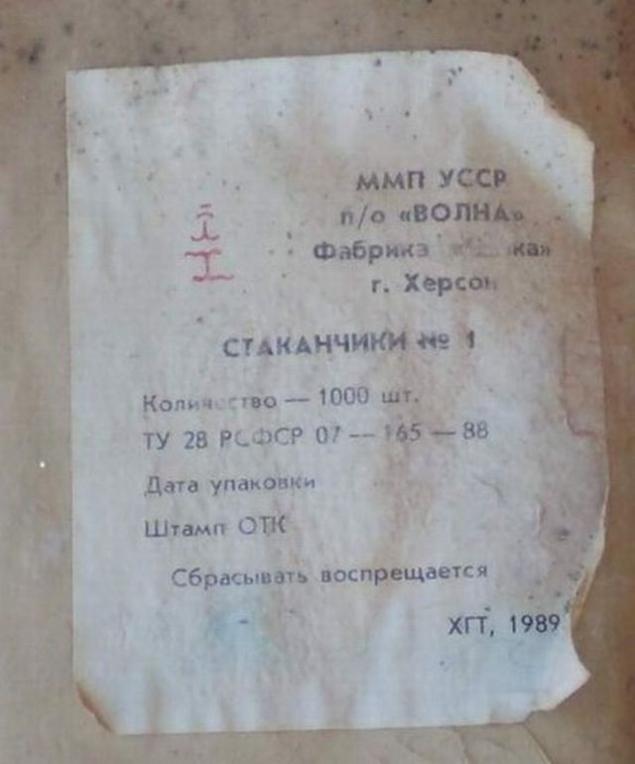 ММП УССР
п/о «ВОЛНА»
Фабрика
г. Херсон
СТАКАНЧИКИ № 1
Количество — 1000 шт.
ТУ 28 РСФСР 07 — 165 — 88
Дата упаковки
Штамп ОТК
Сбрасывать воспрещается
ХГТ, 1989